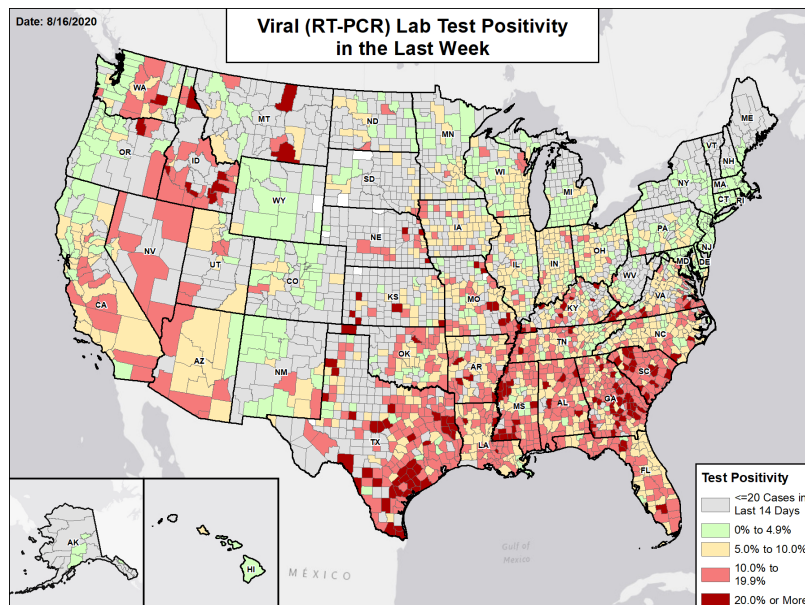 Date: 8/16/2020
Viral (RT-PCR) Lab Test Positivity
in the Last Week
WA
MT
ND
MN
ME
OR
ID
SD
WI
VT
NH
WY
MI
NY
MA
CT
RI
NE
IA
PA
NV
UT
CO
IL
IN
OH
NJ
MD
DE
WV
CA
KS
MO
KY
VA
AZ
NM
OK
AR
TN
NC
SC
MS
AL
GA
TX
LA
FL
AK
HI
MÉXICO
Gulf of
Mexico
Test Positivity
<=20 Cases in
Last 14 Days
0% to 4.9%
5.0% to 10.0%
10.0% to
19.9%
20.0% or More